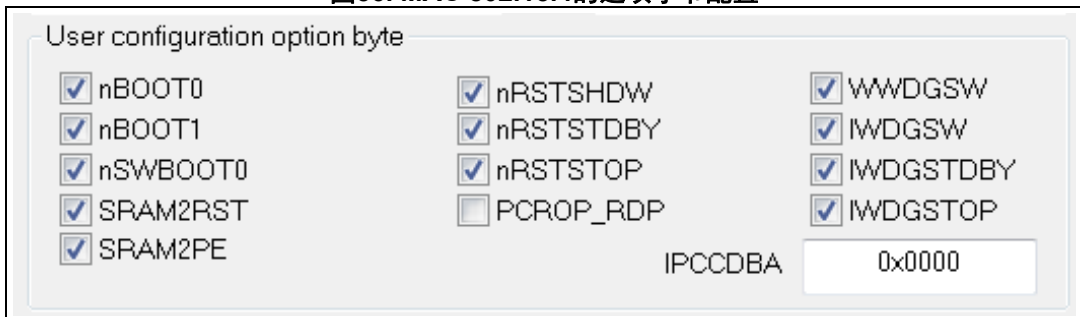 User configuration option byte
nBOOT0
nRSTSHDW
WWDGSW
nBOOT1
nRSTSTDBY
IWDGSW
nSWBOOT0
nRSTSTOP
IWDGSTDBY
SRAM2RST
PCROP_RDP
IWDGSTOP
SRAM2PE
IPCCDBA
0x0000